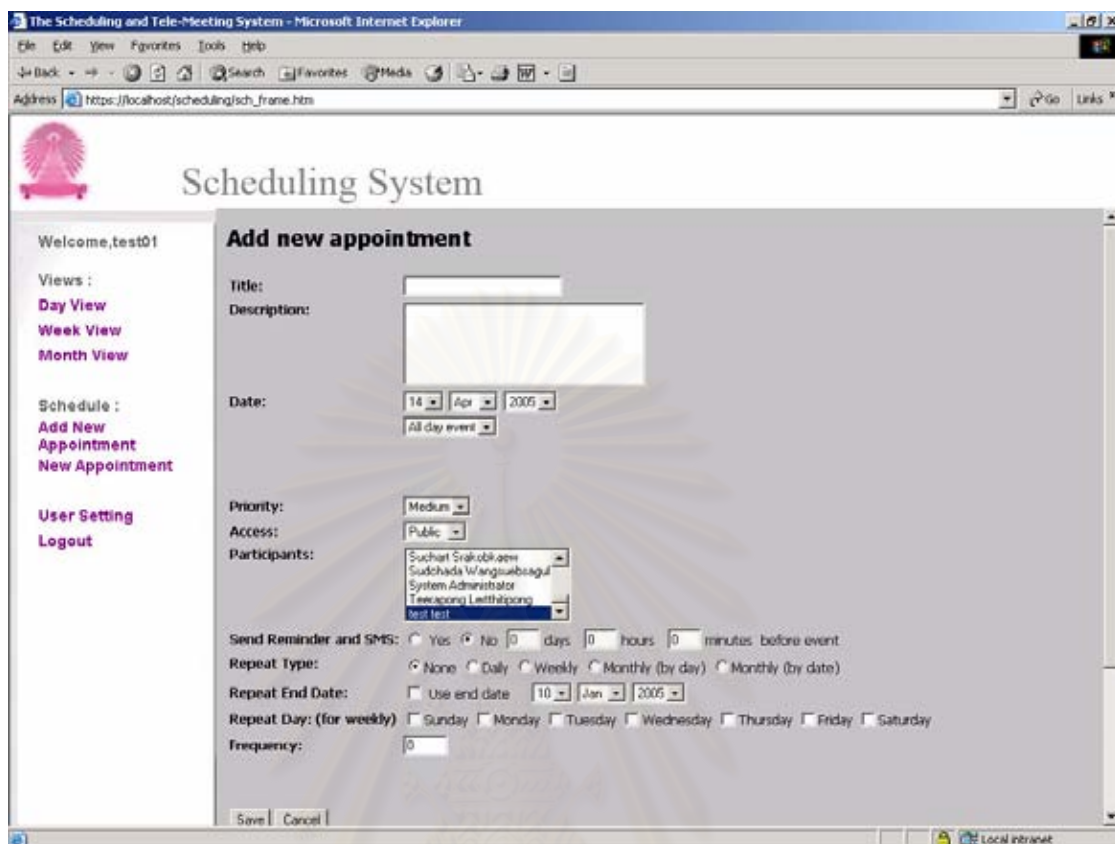 The Scheduling and Tele-Meeting System - Microsoft Internet Explorer
File Edit View Favorites Tools Help
Back Search Favorites Media
Address https://localhost/scheduling/sch_frame.htm Go Links
Scheduling System
Welcome,test01
Views :
Day View
Week View
Month View
Schedule :
Add New
Appointment
New Appointment
User Setting
Logout
Add new appointment
Title:
Description:
Date: 14 Apr 2005
All day event
Priority: Medium
Access: Public
Participants: Suchart Srakobkaew
Sudchada Wangsuebsagul
System Administrator
Teerapong Lertthitipong
test test
Send Reminder and SMS: Yes No 0 days 0 hours 0 minutes before event
Repeat Type: None Daily Weekly Monthly (by day) Monthly (by date)
Repeat End Date: Use end date 10 Jan 2005
Repeat Day: (for weekly) Sunday Monday Tuesday Wednesday Thursday Friday Saturday
Frequency: 0
Save Cancel
Local intranet